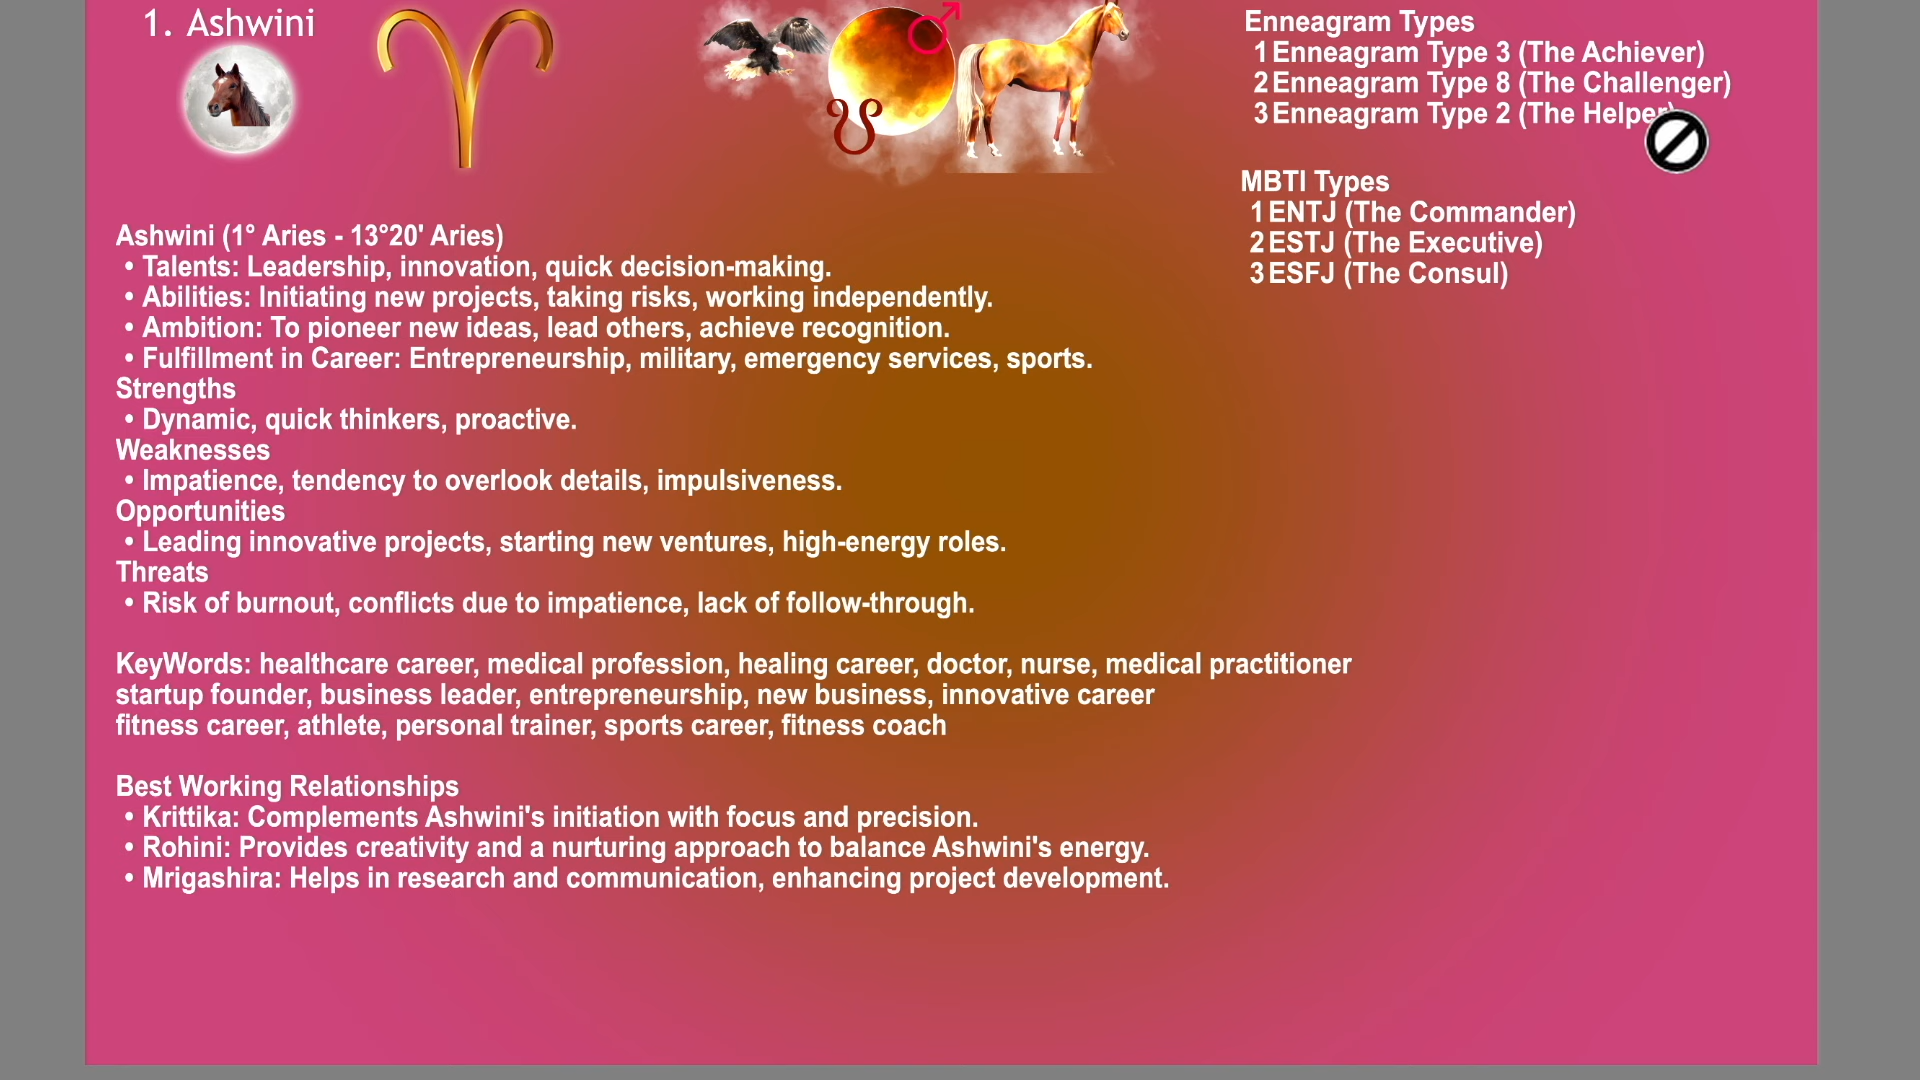 1. Ashwini
Enneagram Types
1 Enneagram Type 3 (The Achiever)
2 Enneagram Type 8 (The Challenger)
3 Enneagram Type 2 (The Helper)
MBTI Types
1 ENTJ (The Commander)
2 ESTJ (The Executive)
3 ESFJ (The Consul)
Ashwini (1° Aries - 13°20' Aries)
• Talents: Leadership, innovation, quick decision-making.
• Abilities: Initiating new projects, taking risks, working independently.
• Ambition: To pioneer new ideas, lead others, achieve recognition.
• Fulfillment in Career: Entrepreneurship, military, emergency services, sports.
Strengths
• Dynamic, quick thinkers, proactive.
Weaknesses
• Impatience, tendency to overlook details, impulsiveness.
Opportunities
• Leading innovative projects, starting new ventures, high-energy roles.
Threats
• Risk of burnout, conflicts due to impatience, lack of follow-through.
KeyWords: healthcare career, medical profession, healing career, doctor, nurse, medical practitioner
startup founder, business leader, entrepreneurship, new business, innovative career
fitness career, athlete, personal trainer, sports career, fitness coach
Best Working Relationships
• Krittika: Complements Ashwini's initiation with focus and precision.
• Rohini: Provides creativity and a nurturing approach to balance Ashwini's energy.
• Mrigashira: Helps in research and communication, enhancing project development.